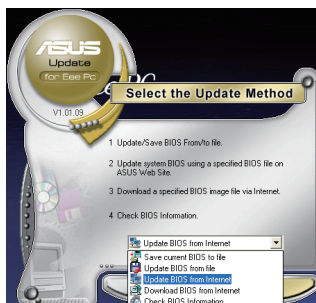 ASUS
Update
for Eee Pc
V1.01.09
Select the Update Method
1 Update/Save BIOS From/to file.
2 Update system BIOS using a specified BIOS file on
ASUS Web Site.
3 Download a specified BIOS image file via Internet.
4 Check BIOS Information.
Update BIOS from Internet
Save current BIOS to file
Update BIOS from file
Update BIOS from Internet
Download BIOS from Internet
Check BIOS Information